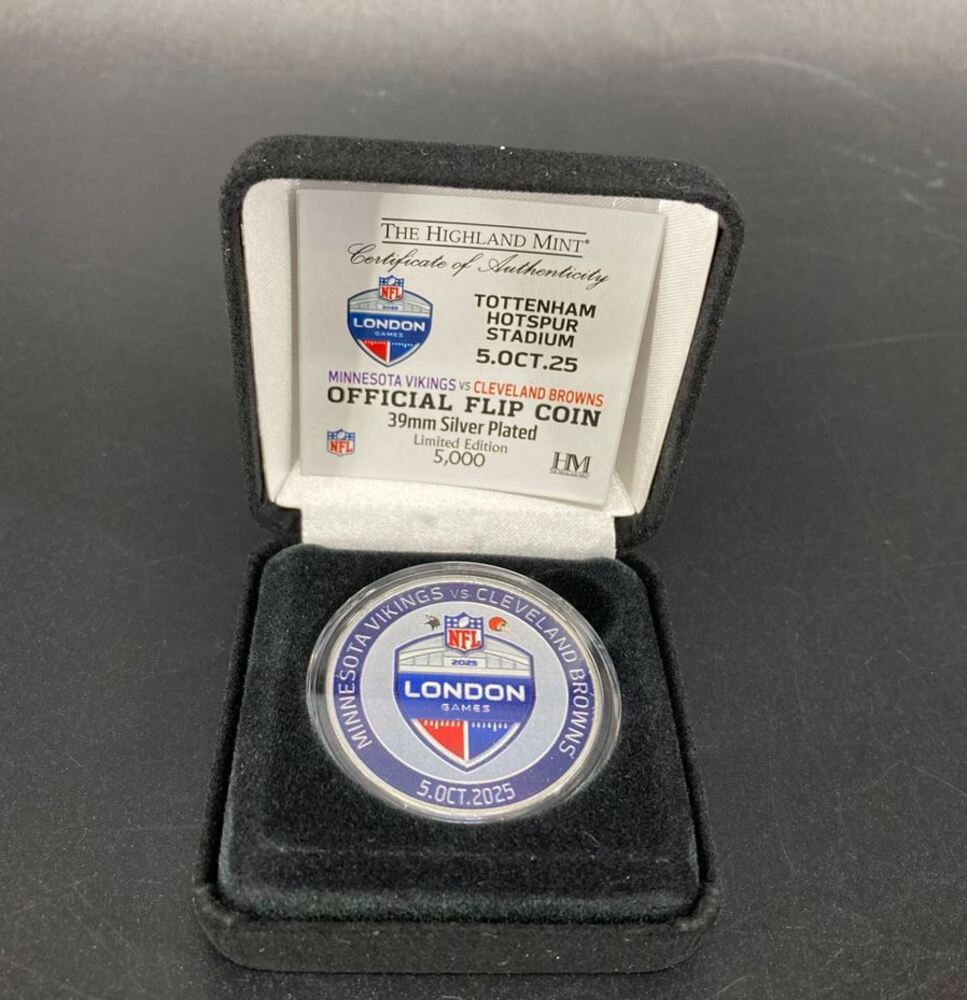 THE HIGHLAND MINT®
Certificate of Authenticity
NFL
2025
LONDON
GAMES
TOTTENHAM
HOTSPUR
STADIUM
5.OCT.25
MINNESOTA VIKINGS VS CLEVELAND BROWNS
OFFICIAL FLIP COIN
39mm Silver Plated
Limited Edition
5,000
NFL
HM
MINNESOTA VIKINGS VS CLEVELAND BROWNS
NFL
2025
LONDON
GAMES
5.OCT.2025